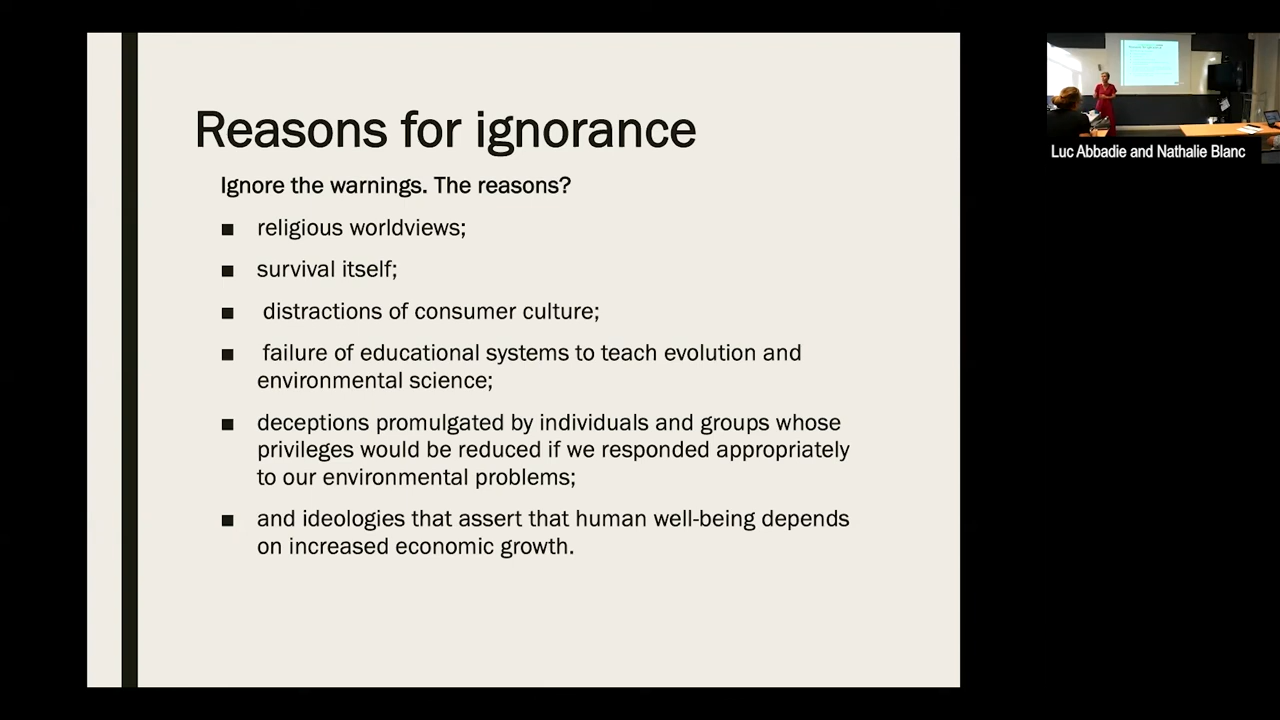 Reasons for ignorance
Ignore the warnings. The reasons?
■ religious worldviews;
■ survival itself;
■ distractions of consumer culture;
■ failure of educational systems to teach evolution and
environmental science;
■ deceptions promulgated by individuals and groups whose
privileges would be reduced if we responded appropriately
to our environmental problems;
■ and ideologies that assert that human well-being depends
on increased economic growth.
Luc Abbadie and Nathalie Blanc